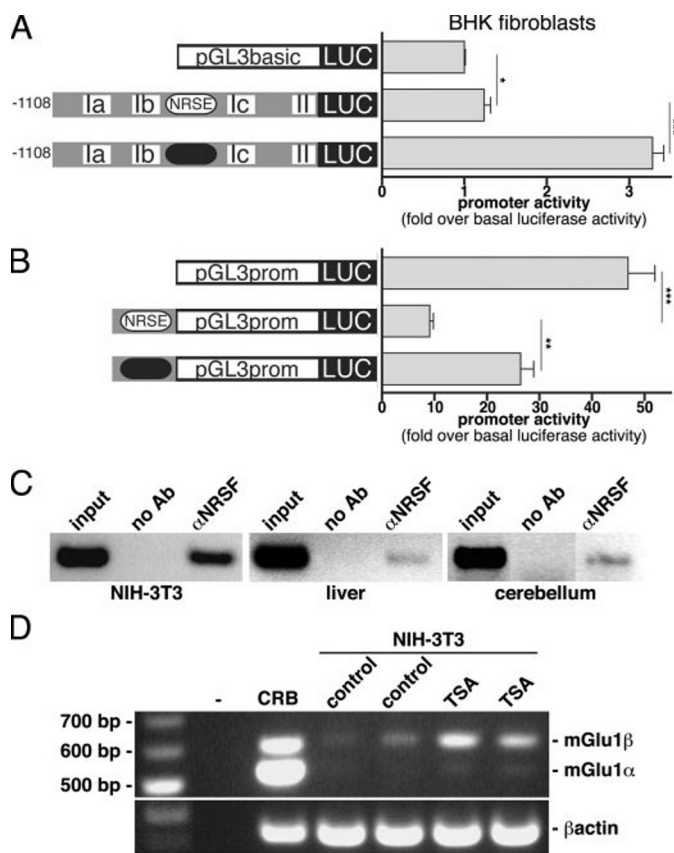 A
BHK fibroblasts
pGL3basic LUC
*
-1108 Ia Ib NRSE Ic II LUC
-1108 Ia Ib Ic II LUC
0 1 2 3
promoter activity
(fold over basal luciferase activity)
B
pGL3prom LUC
***
NRSE pGL3prom LUC
**
pGL3prom LUC
0 10 20 30 40 50
promoter activity
(fold over basal luciferase activity)
C
input no Ab αNRSF input no Ab αNRSF input no Ab αNRSF
NIH-3T3 liver cerebellum
D
NIH-3T3
- CRB control control TSA TSA
700 bp -
600 bp -
500 bp -
- mGlu1β
- mGlu1α
- βactin